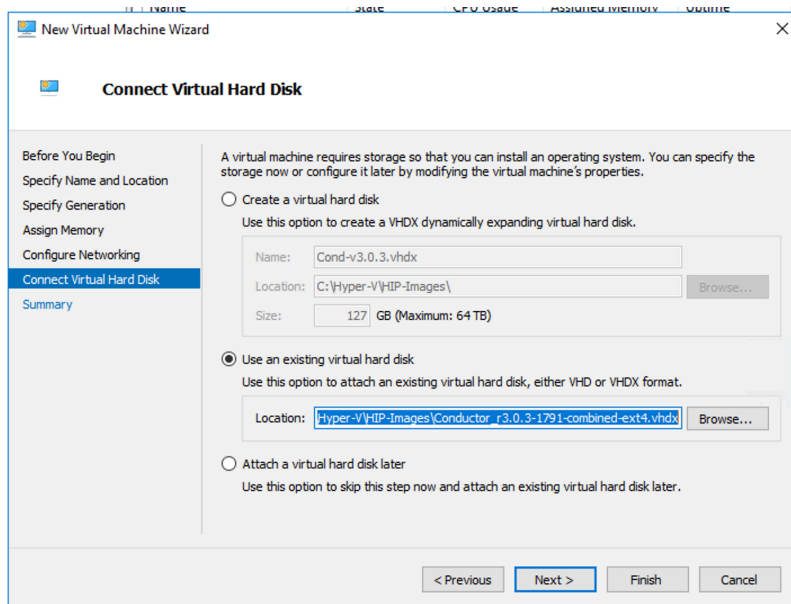 Name State CPU Usage Assigned Memory Uptime
New Virtual Machine Wizard
Connect Virtual Hard Disk
Before You Begin
Specify Name and Location
Specify Generation
Assign Memory
Configure Networking
Connect Virtual Hard Disk
Summary
A virtual machine requires storage so that you can install an operating system. You can specify the
storage now or configure it later by modifying the virtual machine's properties.
Create a virtual hard disk
Use this option to create a VHDX dynamically expanding virtual hard disk.
Name: Cond-v3.0.3.vhdx
Location: C:\Hyper-V\HIP-Images\ Browse...
Size: 127 GB (Maximum: 64 TB)
Use an existing virtual hard disk
Use this option to attach an existing virtual hard disk, either VHD or VHDX format.
Location: Hyper-V\HIP-Images\Conductor_r3.0.3-1791-combined-ext4.vhdx Browse...
Attach a virtual hard disk later
Use this option to skip this step now and attach an existing virtual hard disk later.
< Previous Next > Finish Cancel